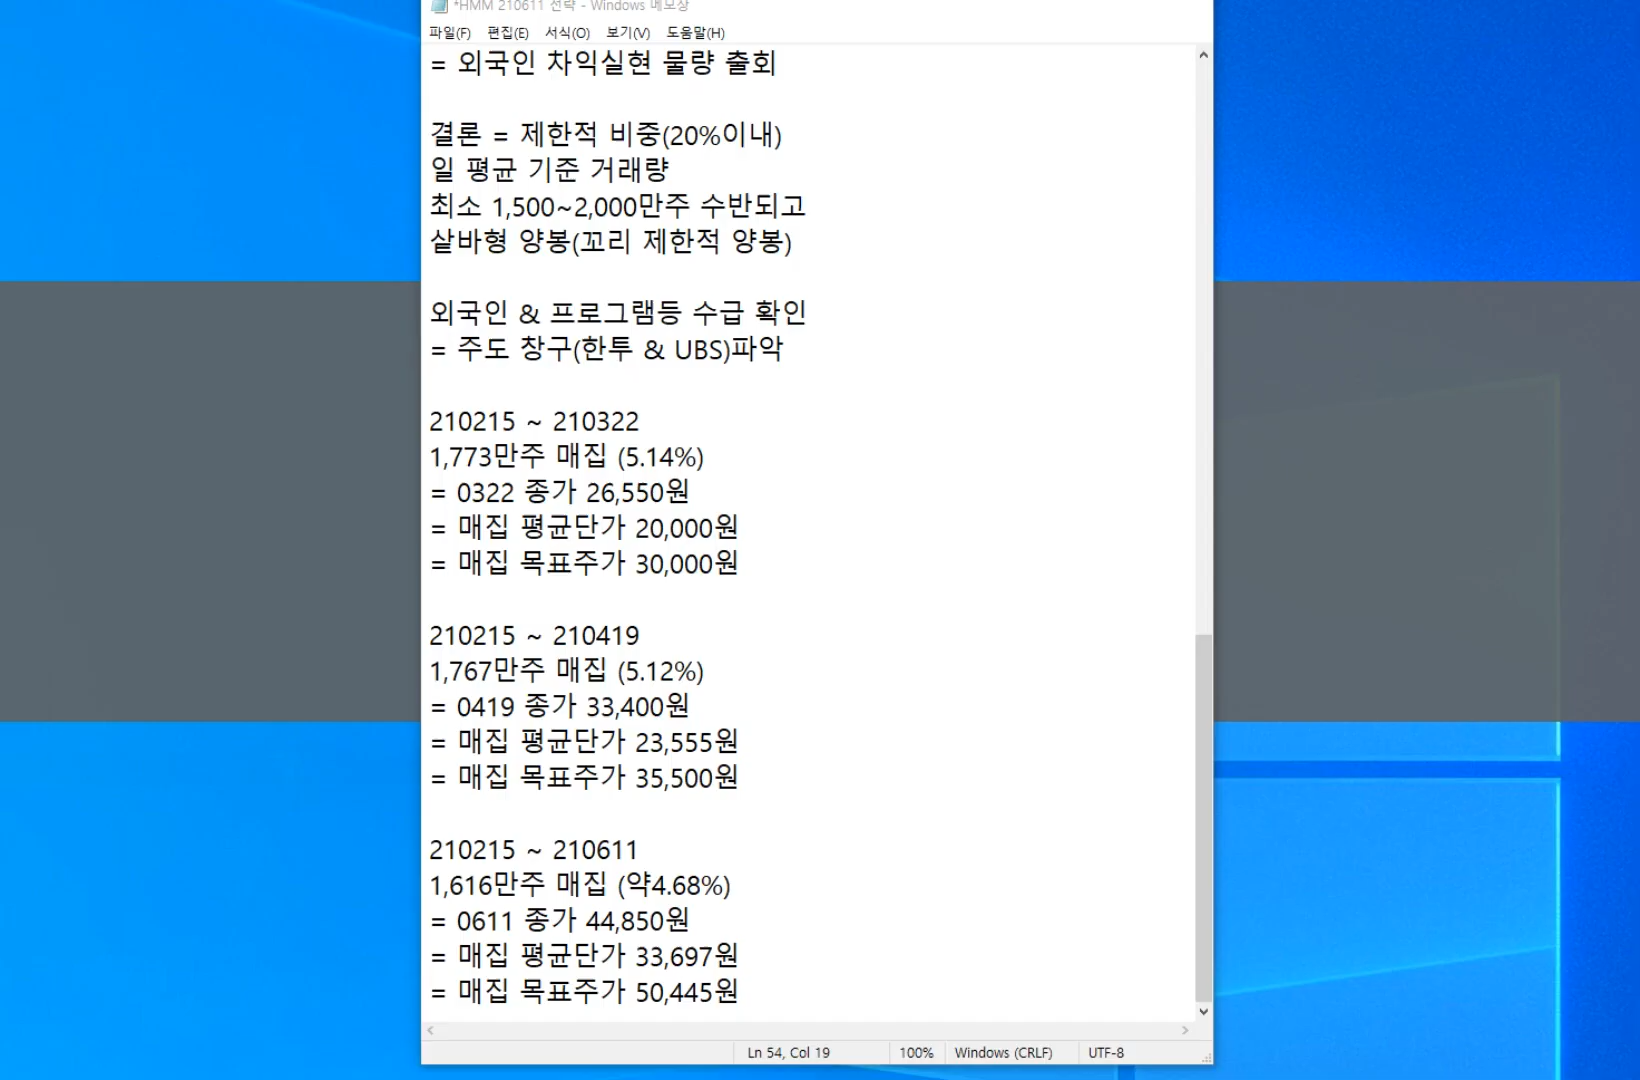 *HMM 210611 전략 - Windows 메모장
파일(F) 편집(E) 서식(O) 보기(V) 도움말(H)
= 외국인 차익실현 물량 출회
결론 = 제한적 비중(20%이내)
일 평균 기준 거래량
최소 1,500~2,000만주 수반되고
샅바형 양봉(꼬리 제한적 양봉)
외국인 & 프로그램등 수급 확인
= 주도 창구(한투 & UBS)파악
210215 ~ 210322
1,773만주 매집 (5.14%)
= 0322 종가 26,550원
= 매집 평균단가 20,000원
= 매집 목표주가 30,000원
210215 ~ 210419
1,767만주 매집 (5.12%)
= 0419 종가 33,400원
= 매집 평균단가 23,555원
= 매집 목표주가 35,500원
210215 ~ 210611
1,616만주 매집 (약4.68%)
= 0611 종가 44,850원
= 매집 평균단가 33,697원
= 매집 목표주가 50,445원
Ln 54, Col 19 100% Windows (CRLF) UTF-8